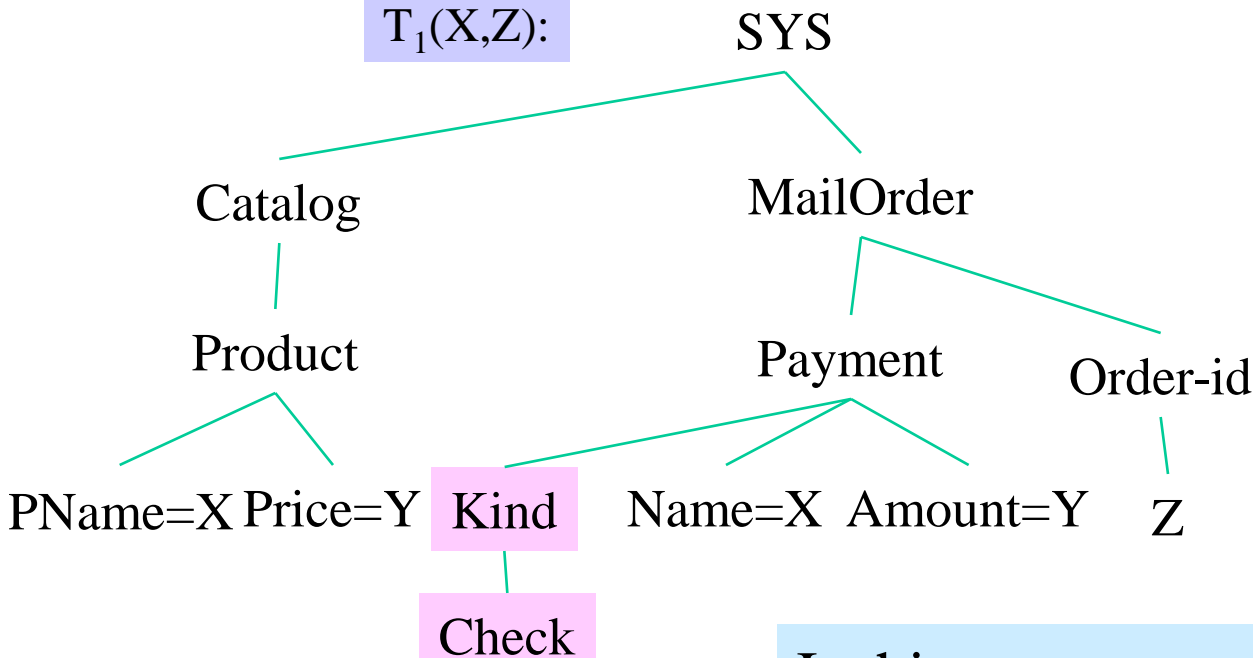 T₁(X,Z):
SYS
Catalog
MailOrder
Product
Payment
Order-id
PName=X
Price=Y
Kind
Name=X
Amount=Y
Z
Check